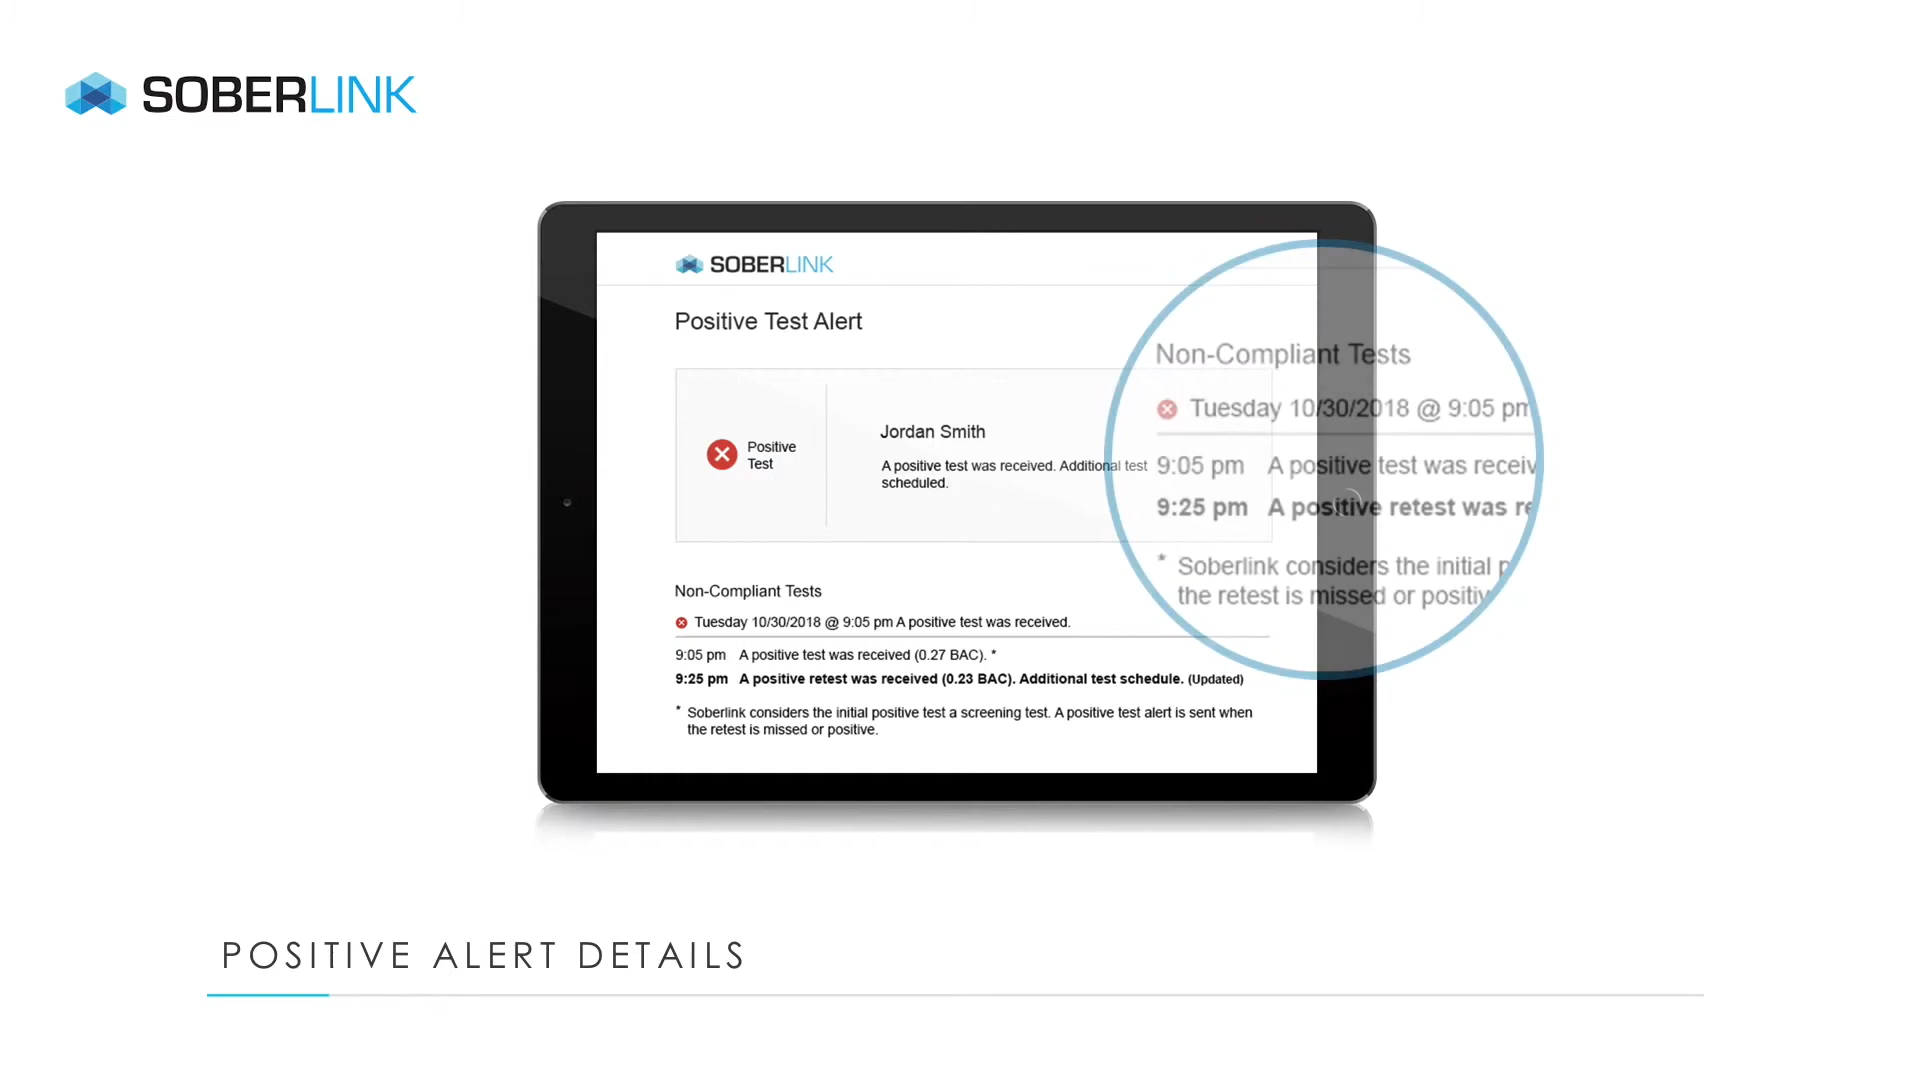 SOBERLINK
SOBERLINK
Positive Test Alert
Positive
Test
Jordan Smith
A positive test was received. Additional test
scheduled.
Non-Compliant Tests
Tuesday 10/30/2018 @ 9:05 pm A positive test was received.
9:05 pm A positive test was received (0.27 BAC). *
9:25 pm A positive retest was received (0.23 BAC). Additional test schedule. (Updated)
* Soberlink considers the initial positive test a screening test. A positive test alert is sent when
the retest is missed or positive.
Non-Compliant Tests
Tuesday 10/30/2018 @ 9:05 pm
9:05 pm A positive test was receiv
9:25 pm A positive retest was re
* Soberlink considers the initial p
the retest is missed or positiv
POSITIVE ALERT DETAILS